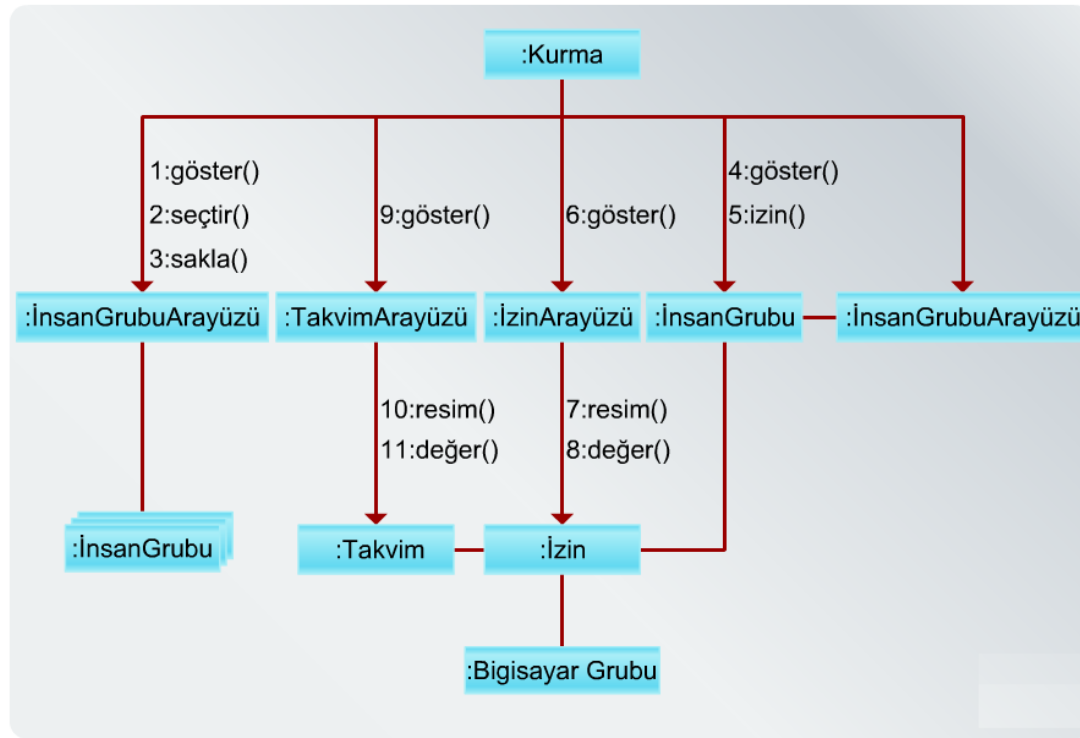 :Kurma
1:göster()
2:seçtir()
3:sakla()
9:göster()
6:göster()
4:göster()
5:izin()
:İnsanGrubuArayüzü
:TakvimArayüzü
:İzinArayüzü
:İnsanGrubu
:İnsanGrubuArayüzü
10:resim()
11:değer()
7:resim()
8:değer()
:İnsanGrubu
:Takvim
:İzin
:Bigisayar Grubu